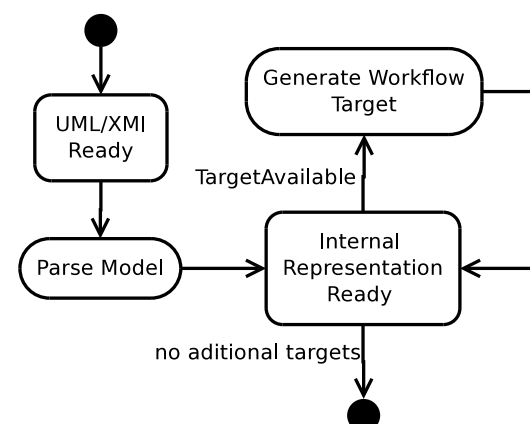 UML/XMI
Ready
Generate Workflow
Target
TargetAvailable
Parse Model
Internal
Representation
Ready
no aditional targets